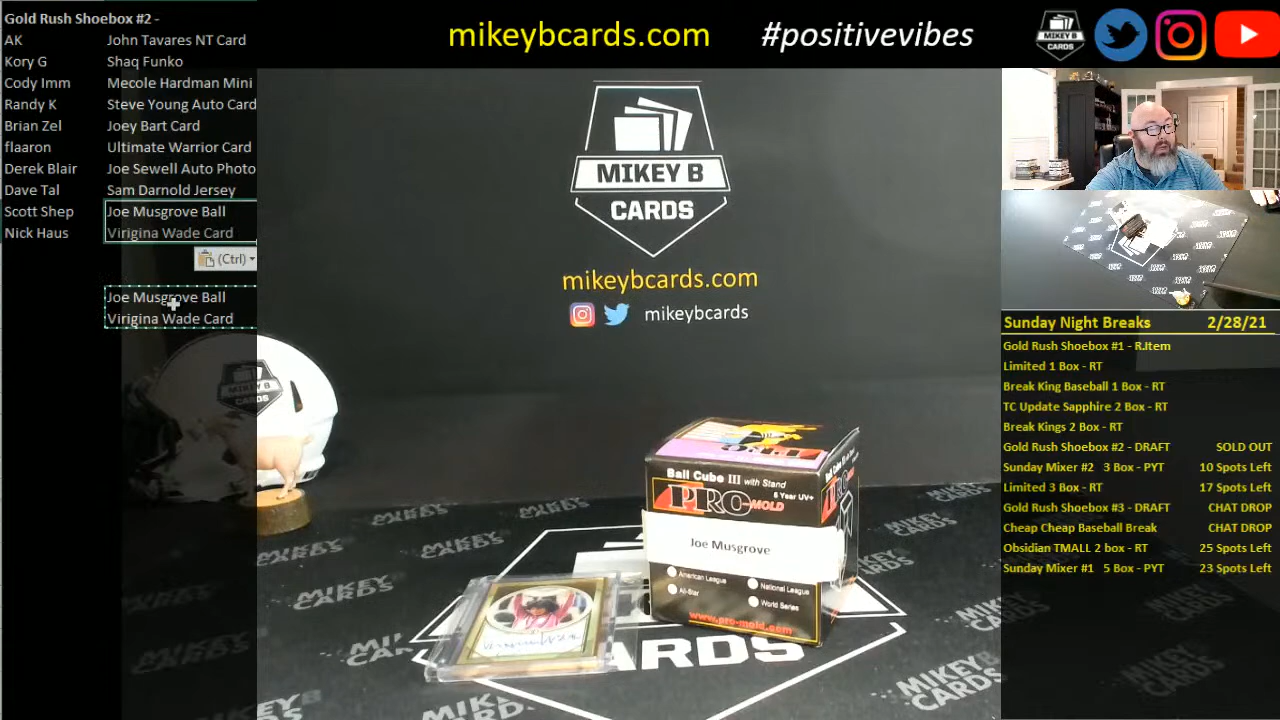 Gold Rush Shoebox #2 -
AK John Tavares NT Card
Kory G Shaq Funko
Cody Imm Mecole Hardman Mini
Randy K Steve Young Auto Card
Brian Zel Joey Bart Card
flaaron Ultimate Warrior Card
Derek Blair Joe Sewell Auto Photo
Dave Tal Sam Darnold Jersey
Scott Shep Joe Musgrove Ball
Nick Haus Virigina Wade Card
(Ctrl)
Joe Musgrove Ball
Virigina Wade Card
mikeybcards.com #positivevibes
MIKEY B
CARDS
MIKEY B
CARDS
mikeybcards.com
mikeybcards
Ball Cube III with Stand
5 Year UV+
PRO-MOLD
Joe Musgrove
American League
National League
All-Star
World Series
www.pro-mold.com
MIKEY B
CARDS
Sunday Night Breaks 2/28/21
Gold Rush Shoebox #1 - R.Item
Limited 1 Box - RT
Break King Baseball 1 Box - RT
TC Update Sapphire 2 Box - RT
Break Kings 2 Box - RT
Gold Rush Shoebox #2 - DRAFT SOLD OUT
Sunday Mixer #2 3 Box - PYT 10 Spots Left
Limited 3 Box - RT 17 Spots Left
Gold Rush Shoebox #3 - DRAFT CHAT DROP
Cheap Cheap Baseball Break CHAT DROP
Obsidian TMALL 2 box - RT 25 Spots Left
Sunday Mixer #1 5 Box - PYT 23 Spots Left